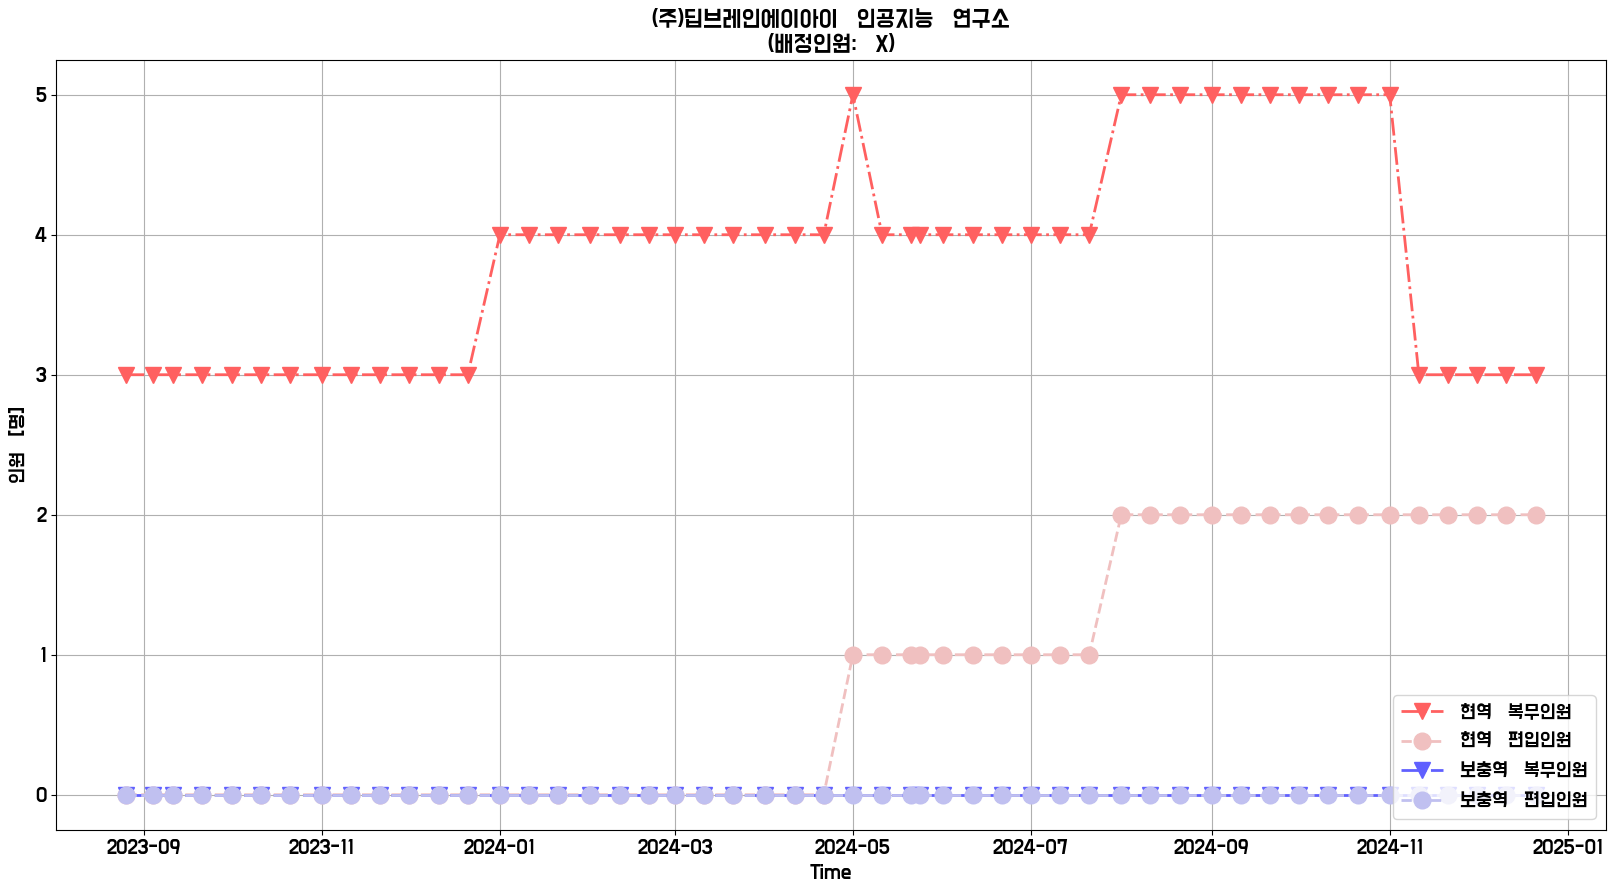 (주)딥브레인에이아이 인공지능 연구소
(배정인원: X)
인원 [명]
5
4
3
2
1
0
현역 복무인원
현역 편입인원
보충역 복무인원
보충역 편입인원
2023-09
2023-11
2024-01
2024-03
2024-05
2024-07
2024-09
2024-11
2025-01
Time